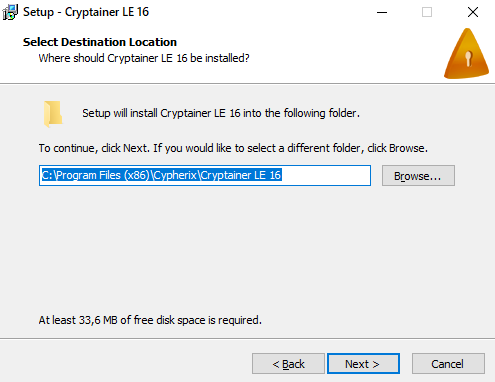 Setup - Cryptainer LE 16
Select Destination Location
Where should Cryptainer LE 16 be installed?
Setup will install Cryptainer LE 16 into the following folder.
To continue, click Next. If you would like to select a different folder, click Browse.
C:\Program Files (x86)\Cypherix\Cryptainer LE 16
Browse...
At least 33,6 MB of free disk space is required.
< Back
Next >
Cancel